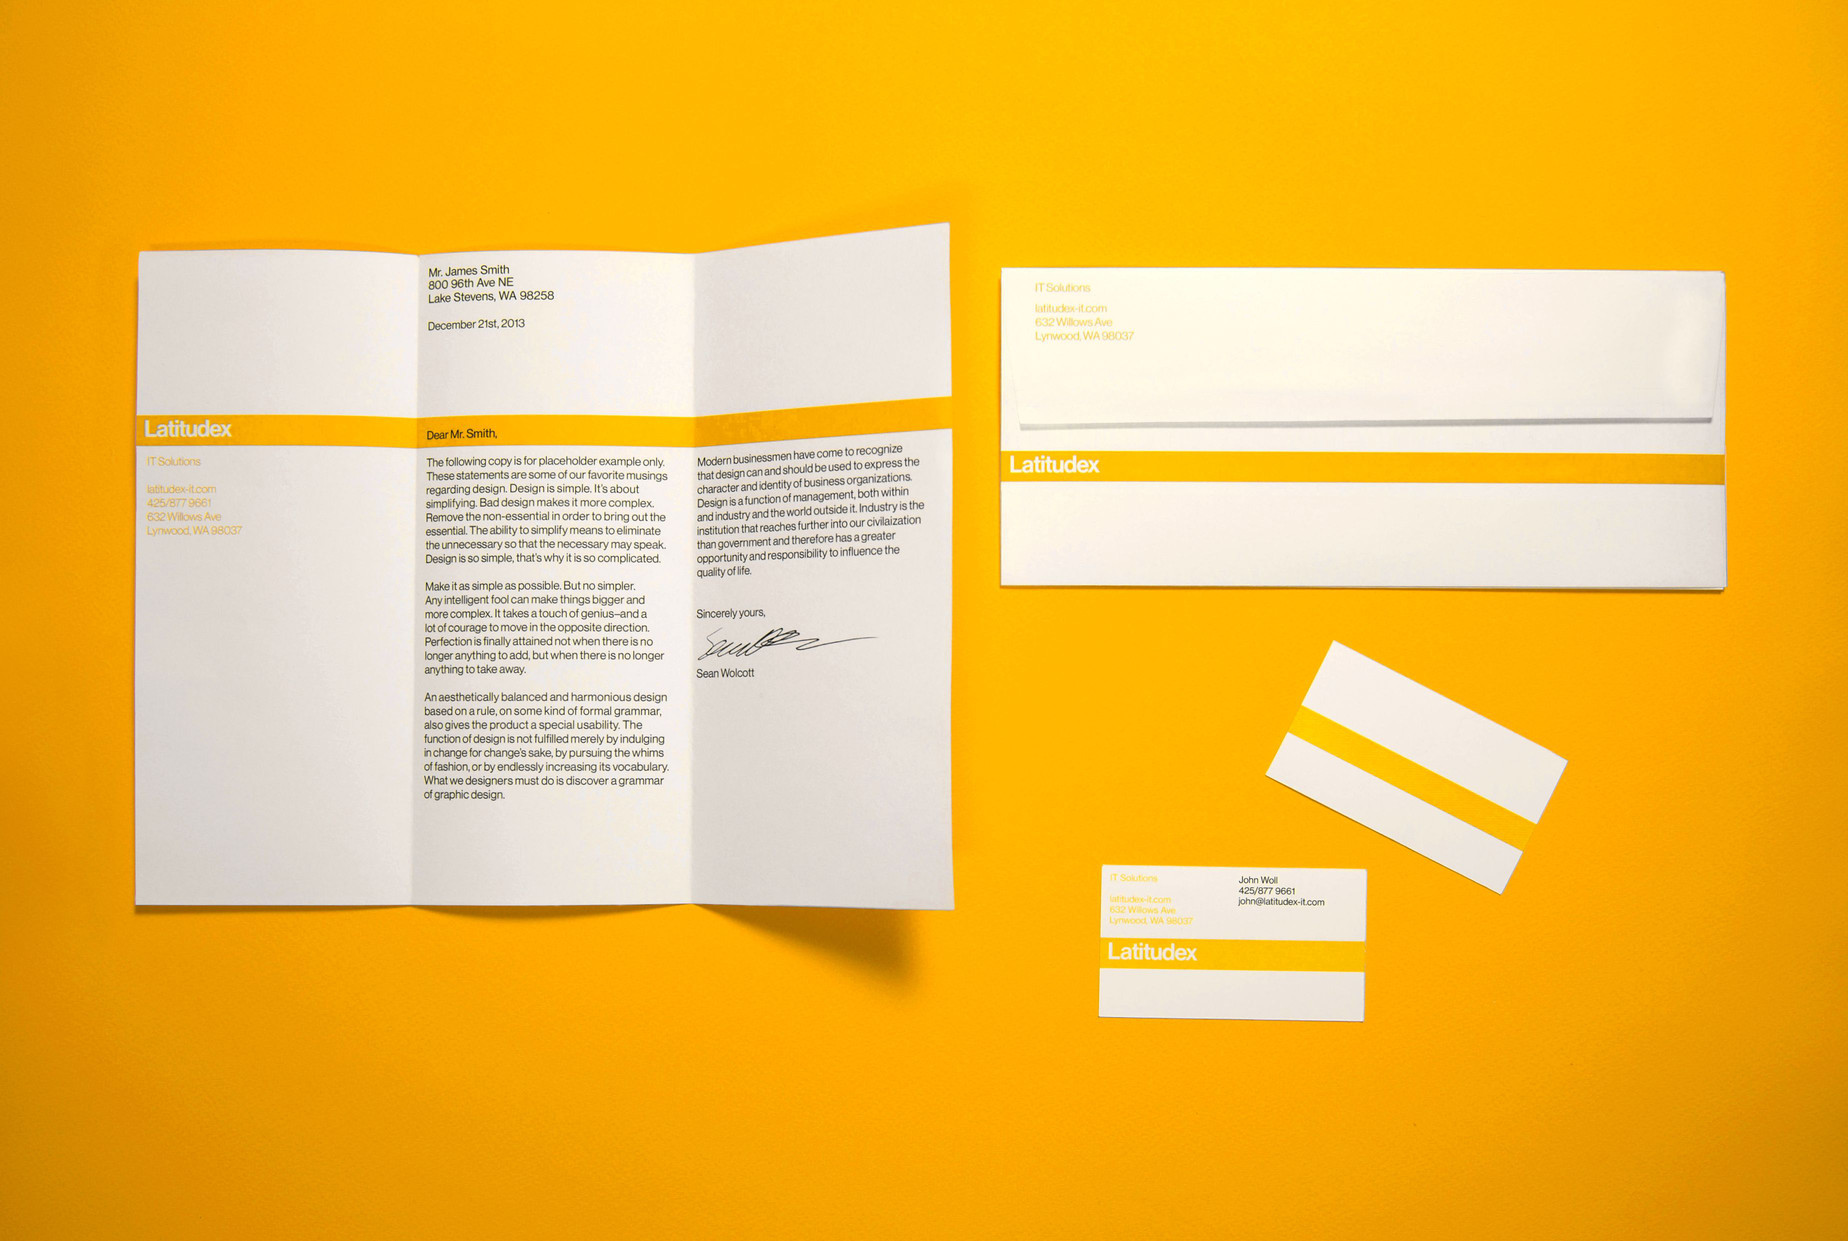 Mr. James Smith
800 96th Ave NE
Lake Stevens, WA 98258
December 21st, 2013
Latitudex
IT Solutions
latitudex-it.com
425/877 9661
632 Willows Ave
Lynwood, WA 98037
Dear Mr. Smith,
The following copy is for placeholder example only.
These statements are some of our favorite musings
regarding design. Design is simple. It's about
simplifying. Bad design makes it more complex.
Remove the non-essential in order to bring out the
essential. The ability to simplify means to eliminate
the unnecessary so that the necessary may speak.
Design is so simple, that's why it is so complicated.
Make it as simple as possible. But no simpler.
Any intelligent fool can make things bigger and
more complex. It takes a touch of genius–and a
lot of courage to move in the opposite direction.
Perfection is finally attained not when there is no
longer anything to add, but when there is no longer
anything to take away.
An aesthetically balanced and harmonious design
based on a rule, on some kind of formal grammar,
also gives the product a special usability. The
function of design is not fulfilled merely by indulging
in change for change's sake, by pursuing the whims
of fashion, or by endlessly increasing its vocabulary.
What we designers must do is discover a grammar
of graphic design.
Modern businessmen have come to recognize
that design can and should be used to express the
character and identity of business organizations.
Design is a function of management, both within
and industry and the world outside it. Industry is the
institution that reaches further into our civilaization
than government and therefore has a greater
opportunity and responsibility to influence the
quality of life.
Sincerely yours,
Sean Wolcott
IT Solutions
latitudex-it.com
632 Willows Ave
Lynwood, WA 98037
Latitudex
IT Solutions
latitudex-it.com
632 Willows Ave
Lynwood, WA 98037
John Woll
425/877 9661
john@latitudex-it.com
Latitudex